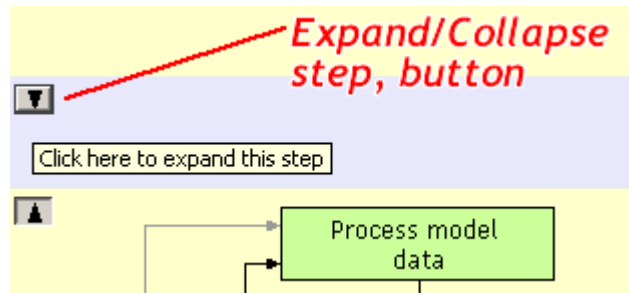 Expand/Collapse
step, button
Click here to expand this step
Process model
data